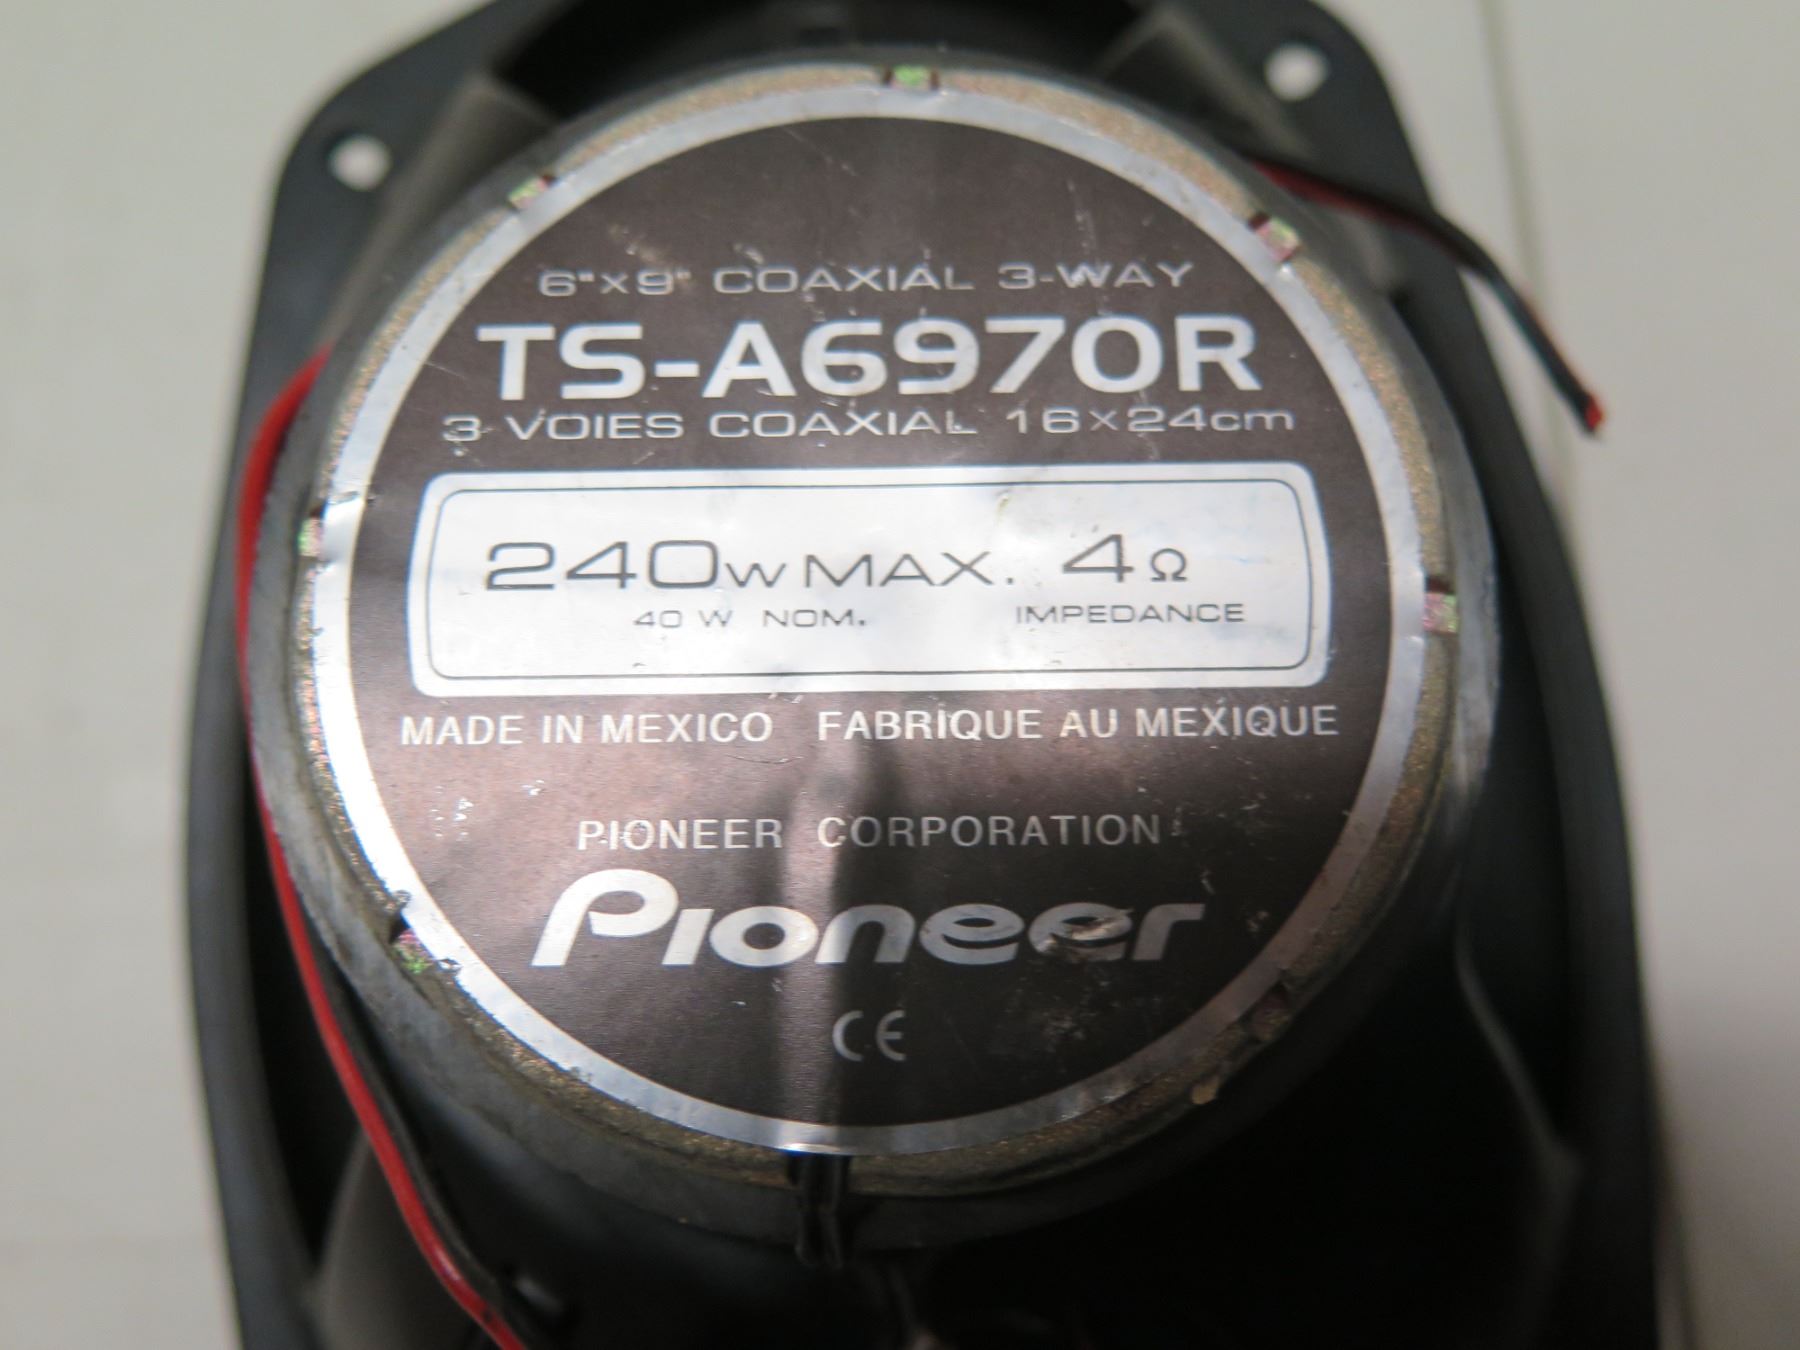 6"×9" COAXIAL 3-WAY
TS-A6970R
3 VOIES COAXIAL 16×24cm
240W MAX. 4Ω
40 W NOM. IMPEDANCE
MADE IN MEXICO FABRIQUE AU MEXIQUE
PIONEER CORPORATION
Pioneer
CE